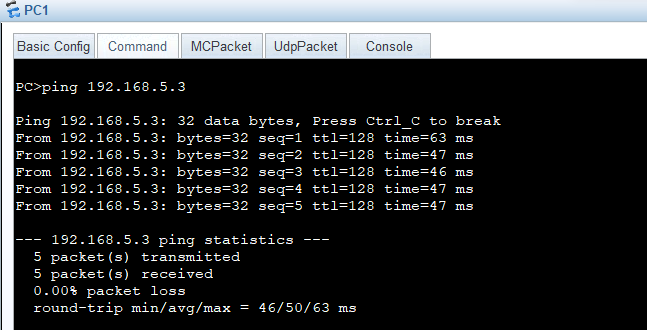 PC1
Basic Config Command MCPacket UdpPacket Console
PC>ping 192.168.5.3
Ping 192.168.5.3: 32 data bytes, Press Ctrl_C to break
From 192.168.5.3: bytes=32 seq=1 ttl=128 time=63 ms
From 192.168.5.3: bytes=32 seq=2 ttl=128 time=47 ms
From 192.168.5.3: bytes=32 seq=3 ttl=128 time=46 ms
From 192.168.5.3: bytes=32 seq=4 ttl=128 time=47 ms
From 192.168.5.3: bytes=32 seq=5 ttl=128 time=47 ms
--- 192.168.5.3 ping statistics ---
5 packet(s) transmitted
5 packet(s) received
0.00% packet loss
round-trip min/avg/max = 46/50/63 ms